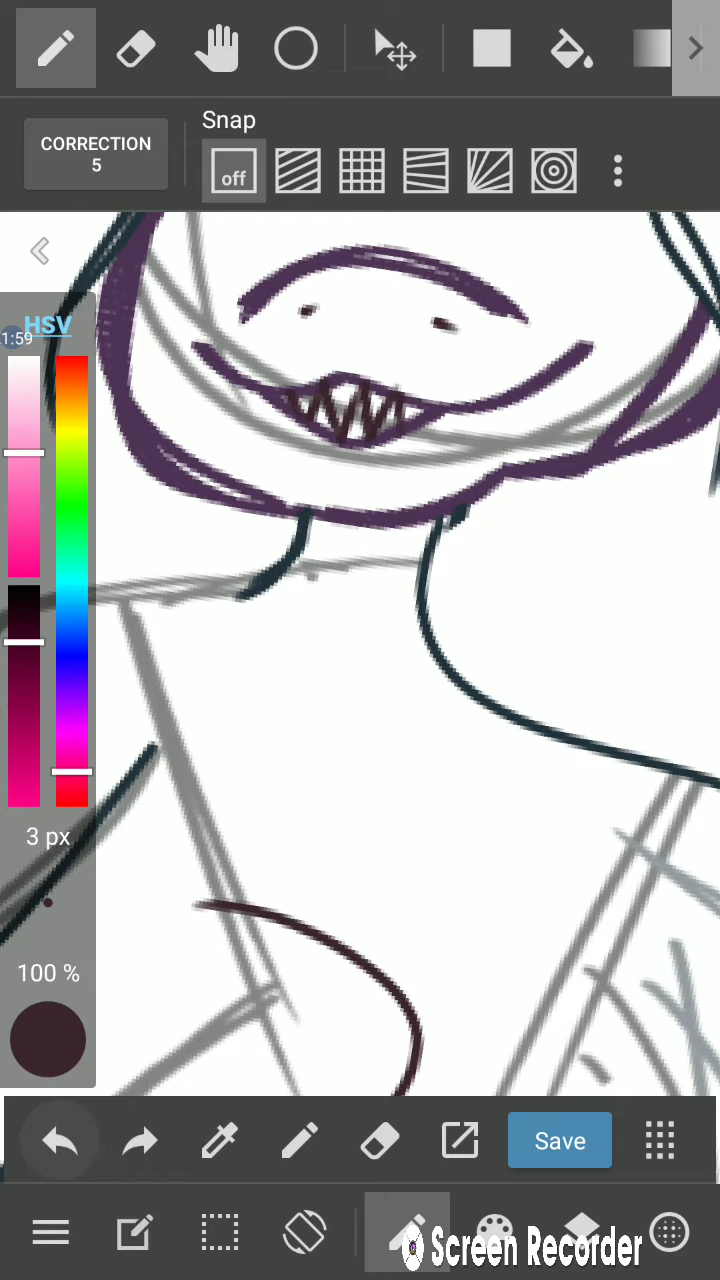 Snap
CORRECTION
5
off
HSV
1:59
3 px
100 %
Save
Screen Recorder